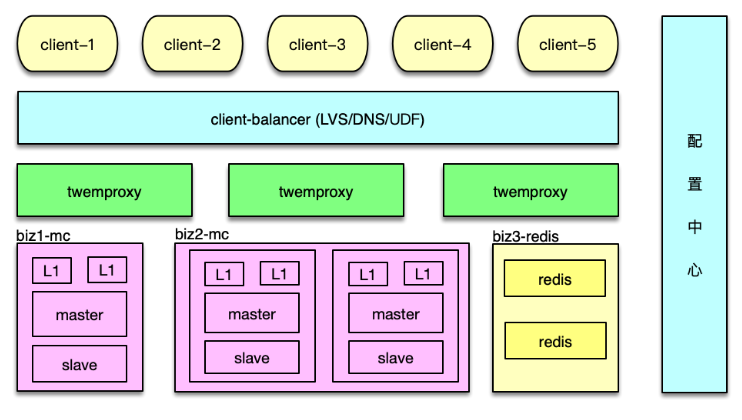 client–1
client–2
client–3
client–4
client–5
client-balancer (LVS/DNS/UDF)
twemproxy
twemproxy
twemproxy
biz1-mc
L1
L1
master
slave
biz2-mc
L1
L1
master
slave
L1
L1
master
slave
biz3-redis
redis
redis
配
置
中
心